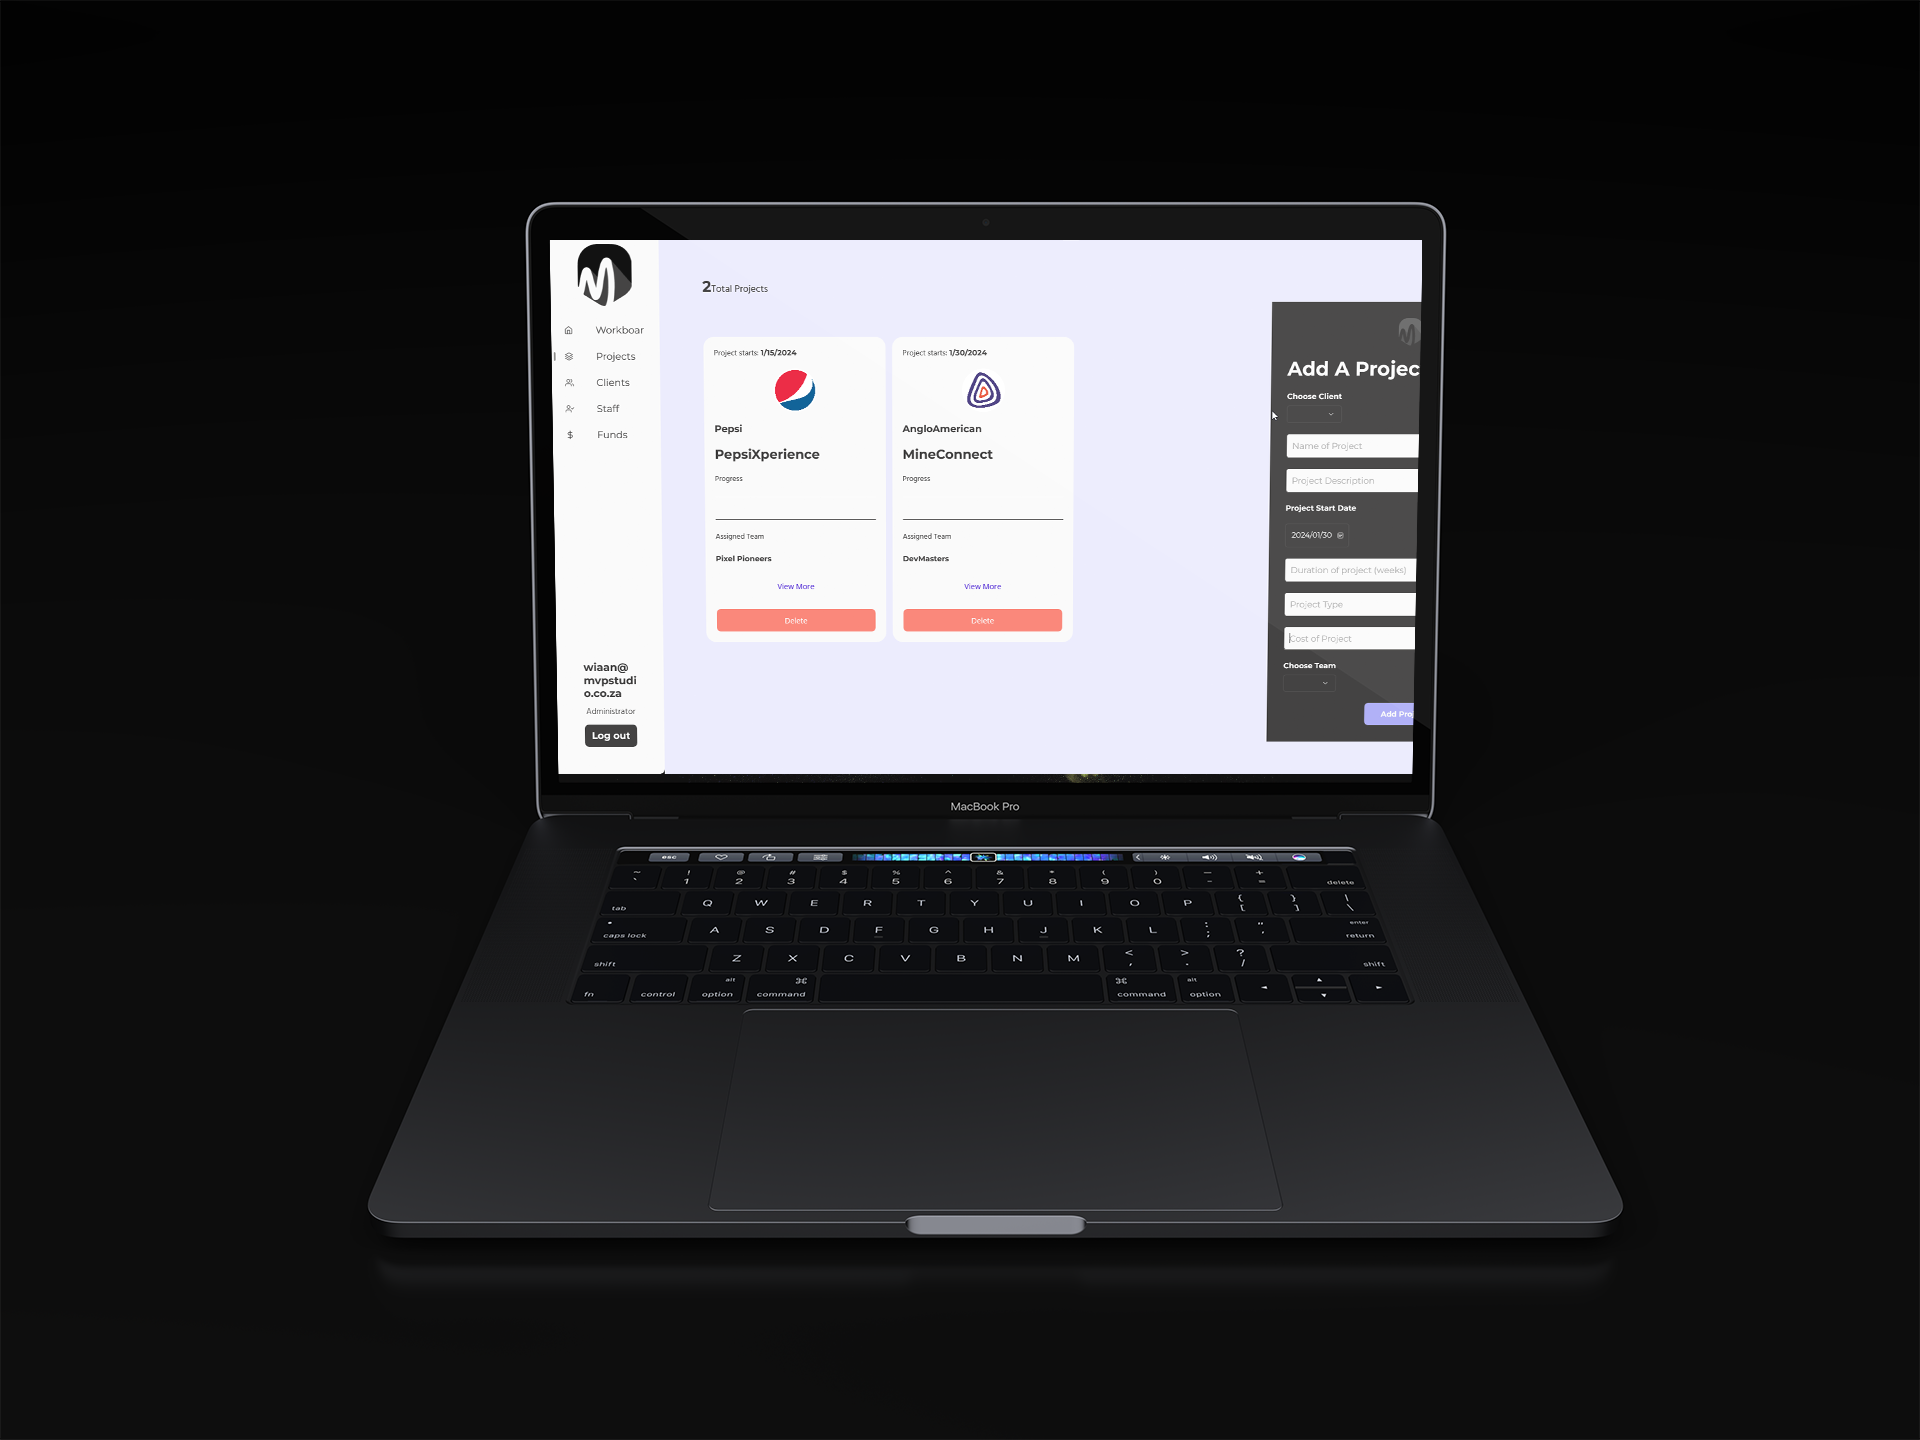 Workboar
Projects
Clients
Staff
Funds
wiaan@
mvpstudi
o.co.za
Administrator
Log out
2Total Projects
Project starts: 1/15/2024
Pepsi
PepsiXperience
Progress
Assigned Team
Pixel Pioneers
View More
Delete
Project starts: 1/30/2024
AngloAmerican
MineConnect
Progress
Assigned Team
DevMasters
View More
Delete
Add A Projec
Choose Client
Name of Project
Project Description
Project Start Date
2024/01/30
Duration of project (weeks)
Project Type
Cost of Project
Choose Team
Add Proj
MacBook Pro
esc
~ ! @ # $ % ^ & * ( ) — +
` 1 2 3 4 5 6 7 8 9 0 - = delete
tab Q W E R T Y U I O P { [ } ] | \
caps lock A S D F G H J K L : ; " ' enter return
shift Z X C V B N M < , > . ? / shift
fn control alt option ⌘ command ⌘ command alt option